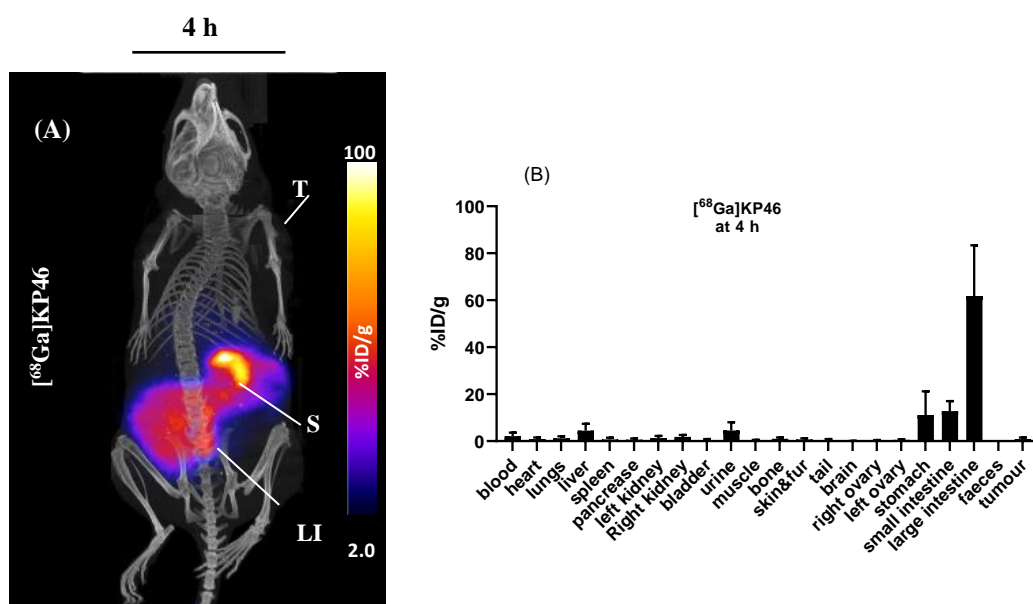 4 h
(A)
100
T
[⁶⁸Ga]KP46
%ID/g
S
LI
2.0
(B)
[⁶⁸Ga]KP46
at 4 h
100
80
60
40
20
0
%ID/g
blood
heart
lungs
liver
spleen
pancrease
left kidney
Right kidney
bladder
urine
muscle
bone
skin&fur
tail
brain
right ovary
left ovary
stomach
small intestine
large intestine
faeces
tumour